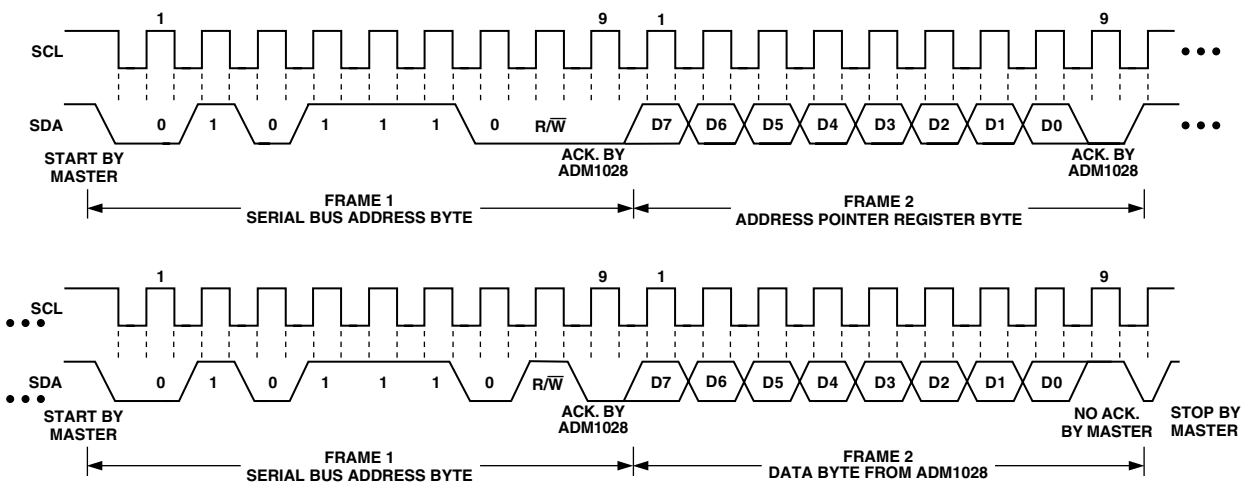 1 9 1 9
SCL
SDA 0 1 0 1 1 1 0 R/W̅ D7 D6 D5 D4 D3 D2 D1 D0
START BY
MASTER
ACK. BY
ADM1028
ACK. BY
ADM1028
FRAME 1
SERIAL BUS ADDRESS BYTE
FRAME 2
ADDRESS POINTER REGISTER BYTE
1 9 1 9
SCL
SDA 0 1 0 1 1 1 0 R/W̅ D7 D6 D5 D4 D3 D2 D1 D0
START BY
MASTER
ACK. BY
ADM1028
NO ACK.
BY MASTER
STOP BY
MASTER
FRAME 1
SERIAL BUS ADDRESS BYTE
FRAME 2
DATA BYTE FROM ADM1028